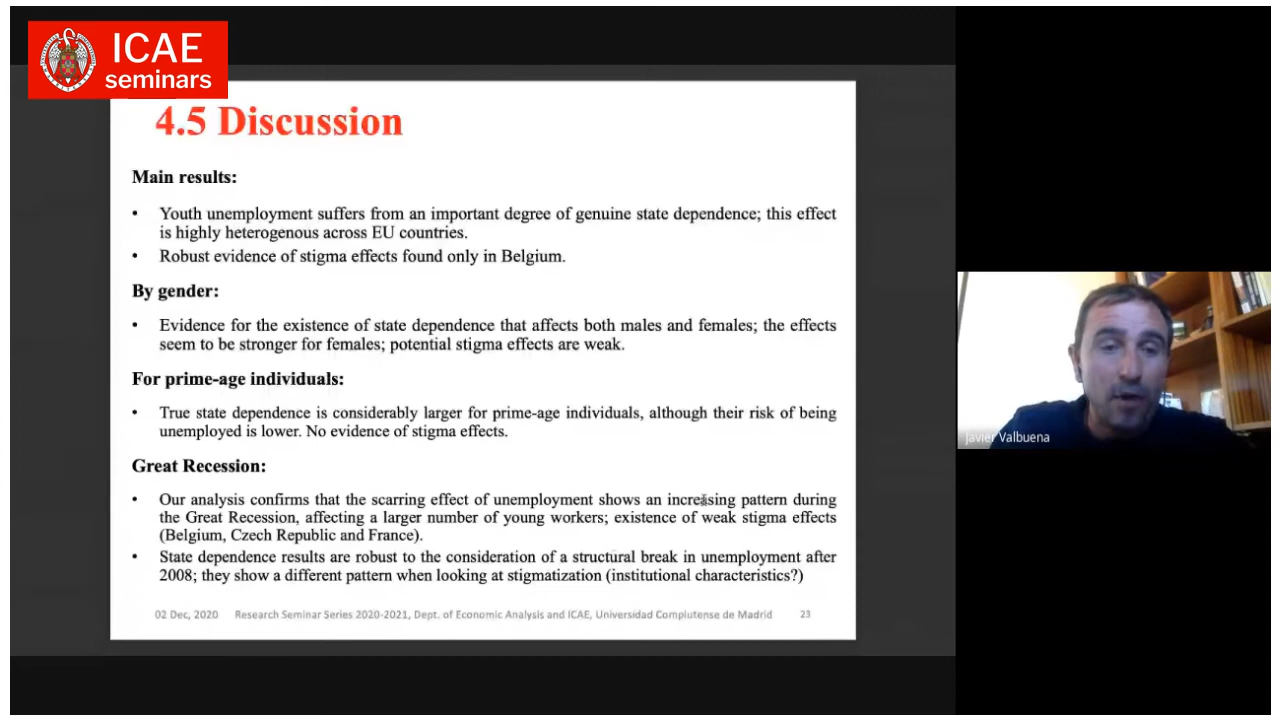 ICAE
seminars
4.5 Discussion
Main results:
• Youth unemployment suffers from an important degree of genuine state dependence; this effect
is highly heterogenous across EU countries.
• Robust evidence of stigma effects found only in Belgium.
By gender:
• Evidence for the existence of state dependence that affects both males and females; the effects
seem to be stronger for females; potential stigma effects are weak.
For prime-age individuals:
• True state dependence is considerably larger for prime-age individuals, although their risk of being
unemployed is lower. No evidence of stigma effects.
Great Recession:
• Our analysis confirms that the scarring effect of unemployment shows an increasing pattern during
the Great Recession, affecting a larger number of young workers; existence of weak stigma effects
(Belgium, Czech Republic and France).
• State dependence results are robust to the consideration of a structural break in unemployment after
2008; they show a different pattern when looking at stigmatization (institutional characteristics?)
02 Dec, 2020 Research Seminar Series 2020-2021, Dept. of Economic Analysis and ICAE, Universidad Complutense de Madrid 23
Javier Valbuena